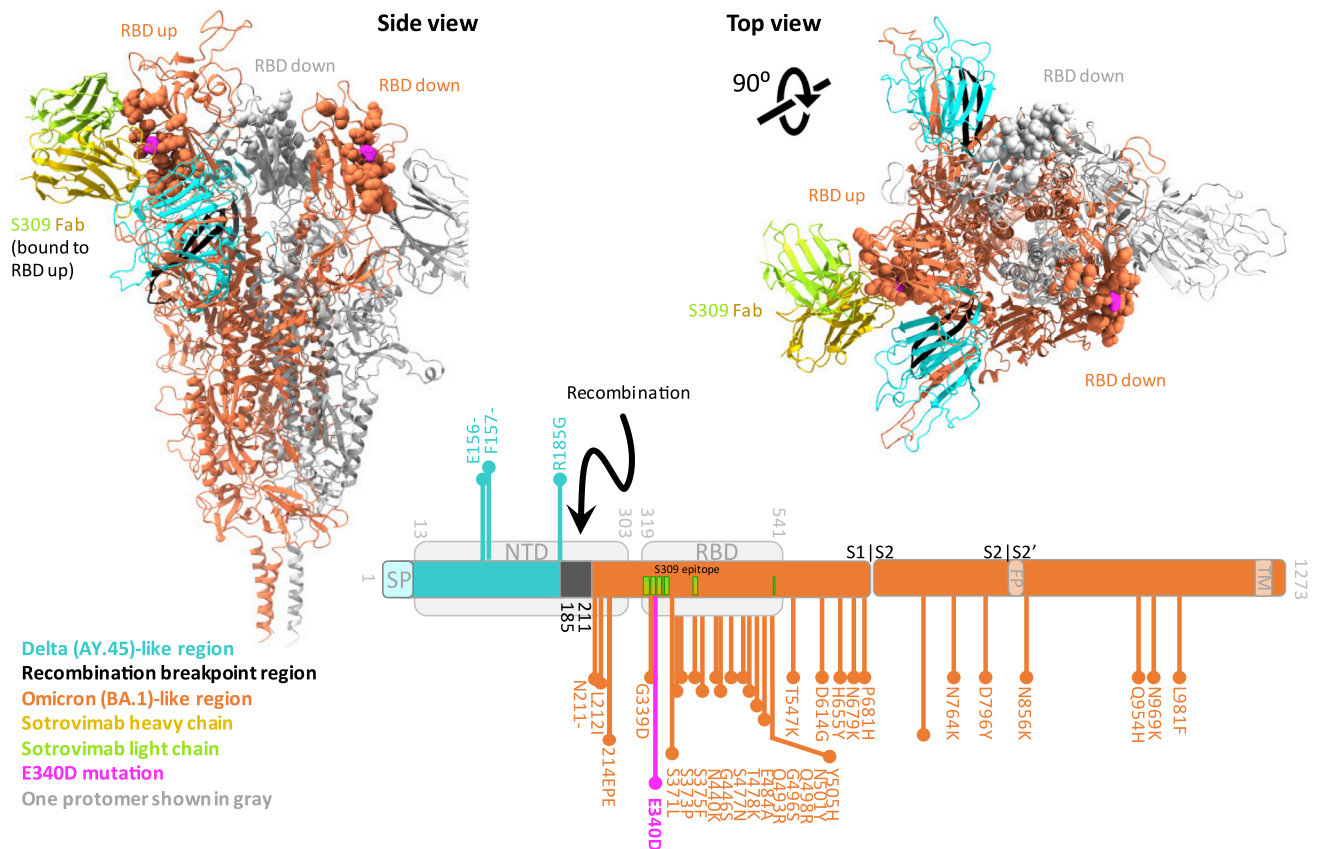 Side view
Top view
RBD up
RBD down
RBD down
90º
RBD down
RBD up
S309 Fab
(bound to
RBD up)
S309 Fab
RBD down
Recombination
E156-
F157-
R185G
13
303
319
541
NTD
RBD
S1|S2
S2|S2’
1
SP
S309 epitope
FP
TM
1273
185
211
Delta (AY.45)-like region
Recombination breakpoint region
Omicron (BA.1)-like region
Sotrovimab heavy chain
Sotrovimab light chain
E340D mutation
One protomer shown in gray
N211-
L212I
214EPE
G339D
E340D
S371L
S373P
S375F
N440K
G446S
S477N
T478K
E484A
Q493R
G496S
Q498R
N501Y
Y505H
T547K
D614G
H655Y
N679K
P681H
N764K
D796Y
N856K
Q954H
N969K
L981F